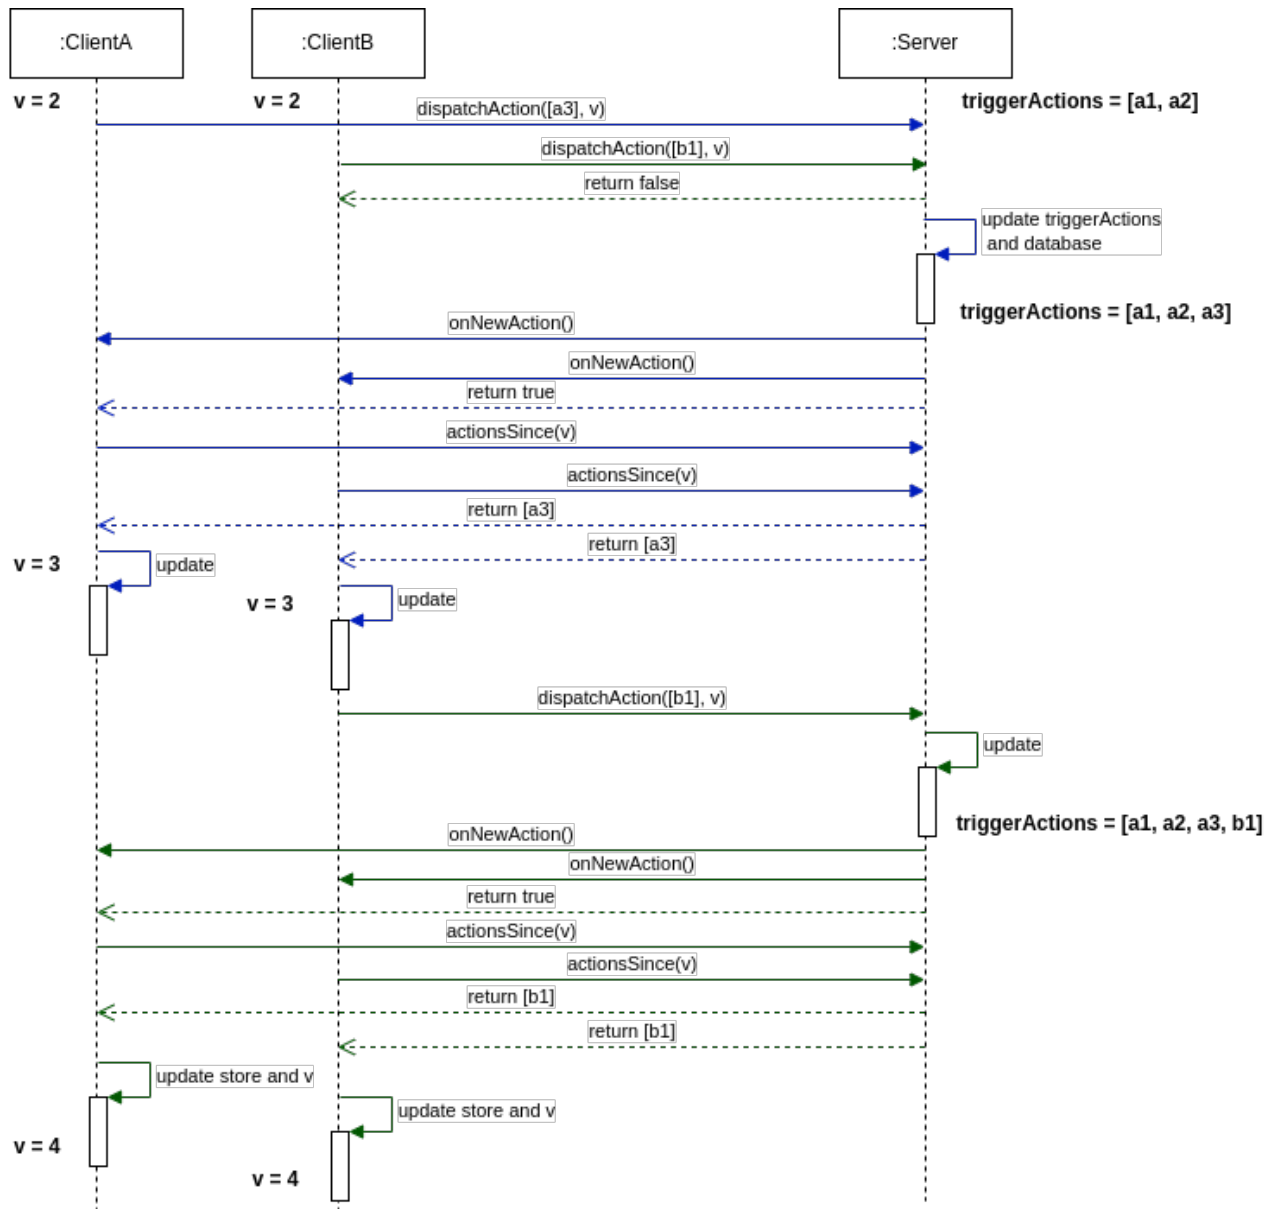 :ClientA
:ClientB
:Server
v = 2
v = 2
triggerActions = [a1, a2]
dispatchAction([a3], v)
dispatchAction([b1], v)
return false
update triggerActions
and database
triggerActions = [a1, a2, a3]
onNewAction()
onNewAction()
return true
actionsSince(v)
actionsSince(v)
return [a3]
return [a3]
v = 3
update
v = 3
update
dispatchAction([b1], v)
update
triggerActions = [a1, a2, a3, b1]
onNewAction()
onNewAction()
return true
actionsSince(v)
actionsSince(v)
return [b1]
return [b1]
update store and v
update store and v
v = 4
v = 4